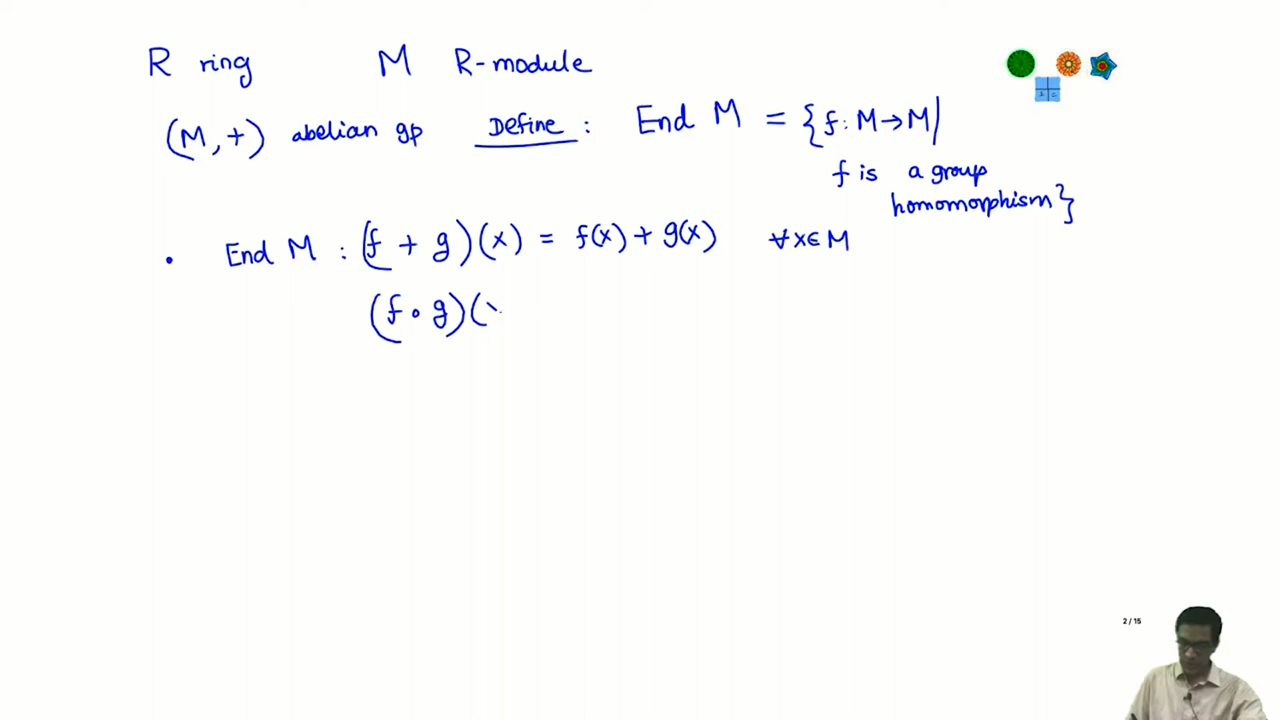 R ring M R-module
(M, +) abelian gp Define : End M = {f: M→M|
f is a group
homomorphism}
• End M : (f + g)(x) = f(x) + g(x) ∀x∈M
(f ∘ g)(
2 / 15